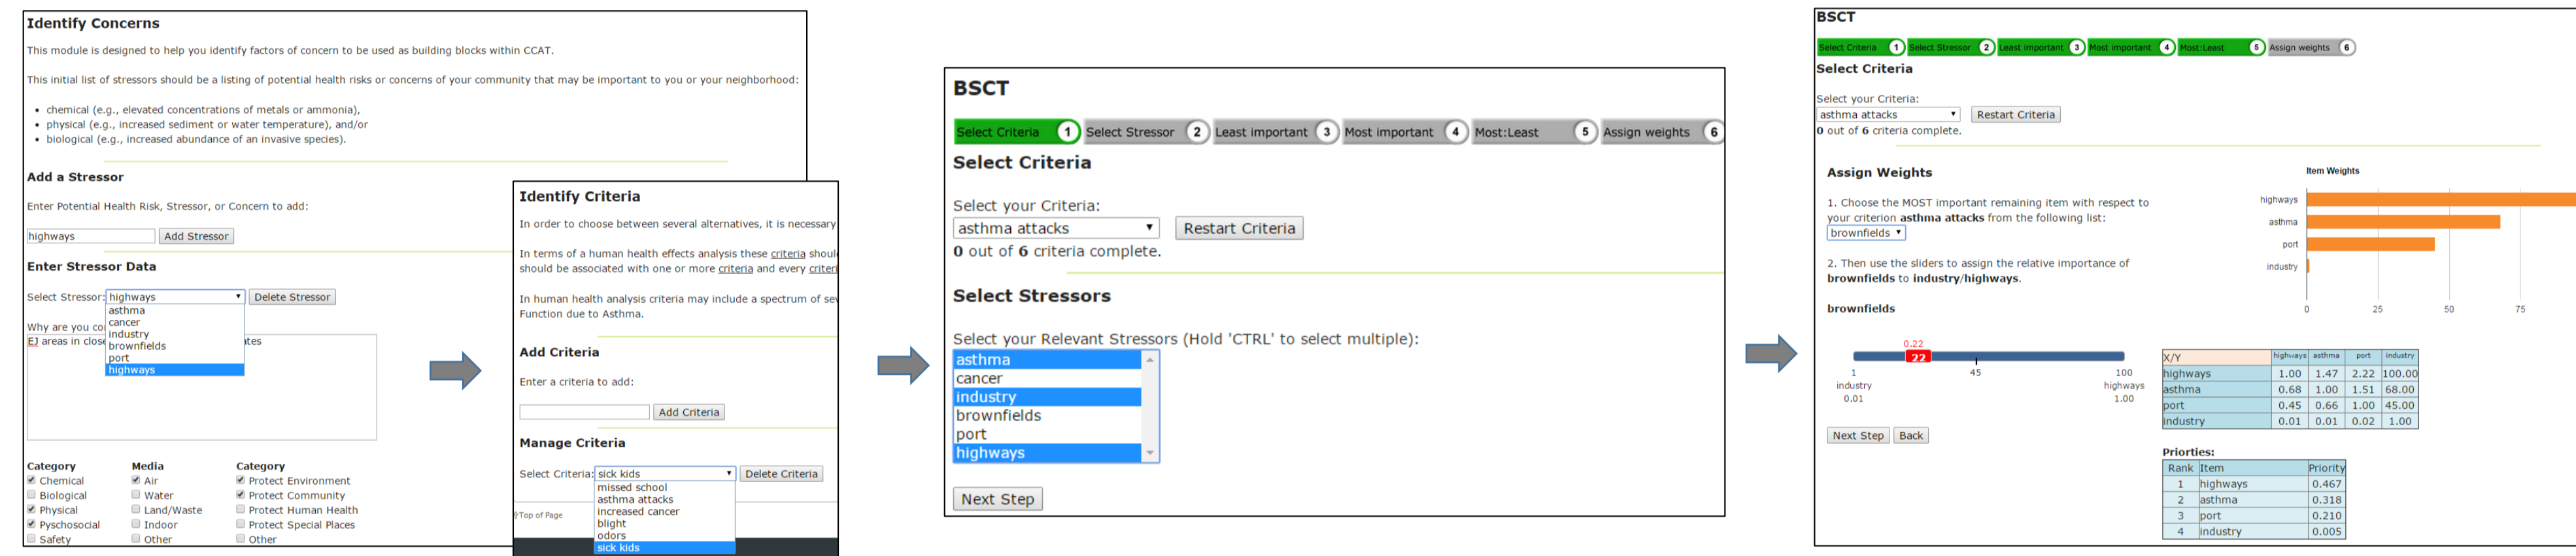 Identify Concerns
This module is designed to help you identify factors of concern to be used as building blocks within CCAT.
This initial list of stressors should be a listing of potential health risks or concerns of your community that may be important to you or your neighborhood:
• chemical (e.g., elevated concentrations of metals or ammonia),
• physical (e.g., increased sediment or water temperature), and/or
• biological (e.g., increased abundance of an invasive species).
Add a Stressor
Enter Potential Health Risk, Stressor, or Concern to add:
highways Add Stressor
Enter Stressor Data
Select Stressor: highways Delete Stressor
asthma
cancer
industry
brownfields
port
highways
Why are you co
EJ areas in close
Category Media Category
Chemical Air Protect Environment
Biological Water Protect Community
Physical Land/Waste Protect Human Health
Pyschosocial Indoor Protect Special Places
Safety Other Other
Identify Criteria
In order to choose between several alternatives, it is necessary
In terms of a human health effects analysis these criteria shoul
should be associated with one or more criteria and every criteri
In human health analysis criteria may include a spectrum of sev
Function due to Asthma.
Add Criteria
Enter a criteria to add:
Add Criteria
Manage Criteria
Select Criteria: sick kids Delete Criteria
missed school
asthma attacks
increased cancer
blight
odors
sick kids
Top of Page
BSCT
Select Criteria 1 Select Stressor 2 Least important 3 Most important 4 Most:Least 5 Assign weights 6
Select Criteria
Select your Criteria:
asthma attacks Restart Criteria
0 out of 6 criteria complete.
Select Stressors
Select your Relevant Stressors (Hold 'CTRL' to select multiple):
asthma
cancer
industry
brownfields
port
highways
Next Step
BSCT
Select Criteria 1 Select Stressor 2 Least important 3 Most important 4 Most:Least 5 Assign weights 6
Select Criteria
Select your Criteria:
asthma attacks Restart Criteria
0 out of 6 criteria complete.
Assign Weights
1. Choose the MOST important remaining item with respect to
your criterion asthma attacks from the following list:
brownfields
2. Then use the sliders to assign the relative importance of
brownfields to industry/highways.
brownfields
0.22
22
1 45 100
industry highways
0.01 1.00
Next Step Back
Item Weights
highways
asthma
port
industry
0 25 50 75
X/Y highways asthma port industry
highways 1.00 1.47 2.22 100.00
asthma 0.68 1.00 1.51 68.00
port 0.45 0.66 1.00 45.00
industry 0.01 0.01 0.02 1.00
Priorties:
Rank Item Priority
1 highways 0.467
2 asthma 0.318
3 port 0.210
4 industry 0.005